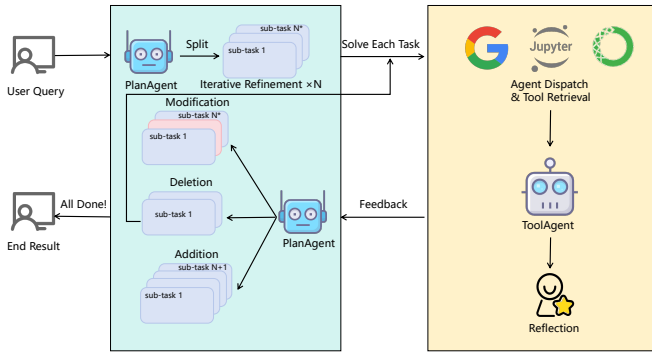 User Query
PlanAgent
Split
sub-task N*
sub-task 1
Iterative Refinement ×N
Solve Each Task
Jupyter
Agent Dispatch
& Tool Retrieval
Modification
sub-task N*
sub-task 1
Deletion
sub-task 1
Addition
sub-task N+1
sub-task 1
PlanAgent
Feedback
ToolAgent
Reflection
All Done!
End Result